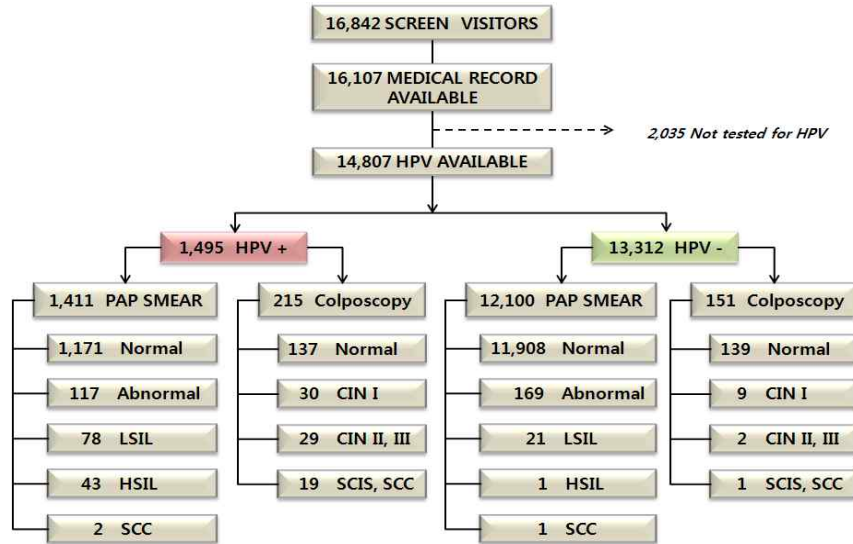 16,842 SCREEN VISITORS
16,107 MEDICAL RECORD
AVAILABLE
2,035 Not tested for HPV
14,807 HPV AVAILABLE
1,495 HPV +
13,312 HPV -
1,411 PAP SMEAR
1,171 Normal
117 Abnormal
78 LSIL
43 HSIL
2 SCC
215 Colposcopy
137 Normal
30 CIN I
29 CIN II, III
19 SCIS, SCC
12,100 PAP SMEAR
11,908 Normal
169 Abnormal
21 LSIL
1 HSIL
1 SCC
151 Colposcopy
139 Normal
9 CIN I
2 CIN II, III
1 SCIS, SCC